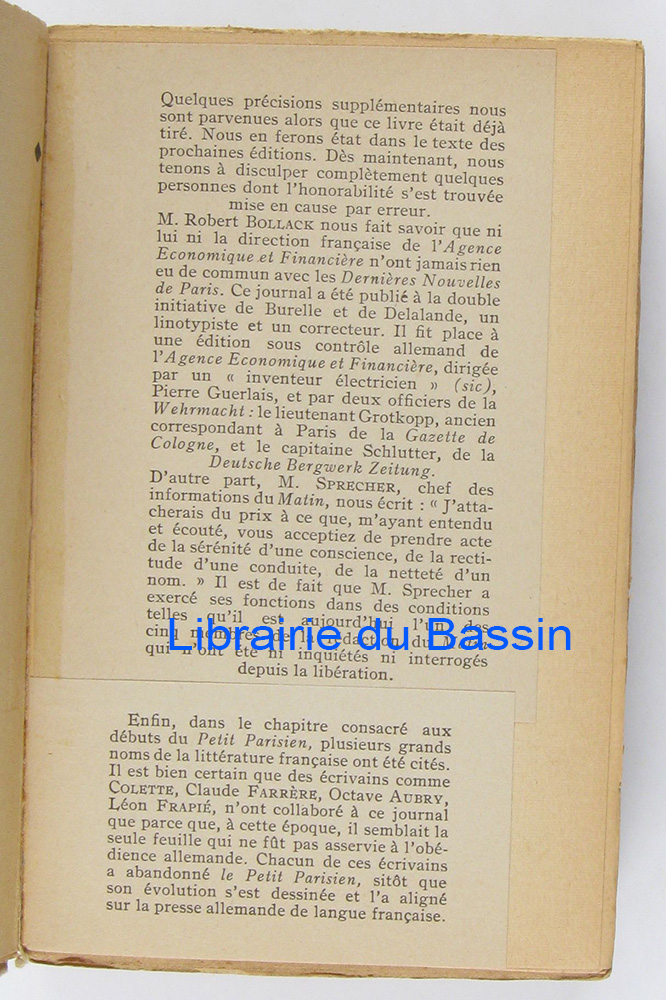 Quelques précisions supplémentaires nous
sont parvenues alors que ce livre était déjà
tiré. Nous en ferons état dans le texte des
prochaines éditions. Dès maintenant, nous
tenons à disculper complètement quelques
personnes dont l'honorabilité s'est trouvée
mise en cause par erreur.
M. Robert BOLLACK nous fait savoir que ni
lui ni la direction française de l'Agence
Economique et Financière n'ont jamais rien
eu de commun avec les Dernières Nouvelles
de Paris. Ce journal a été publié à la double
initiative de Burelle et de Delalande, un
linotypiste et un correcteur. Il fit place à
une édition sous contrôle allemand de
l'Agence Economique et Financière, dirigée
par un « inventeur électricien » (sic),
Pierre Guerlais, et par deux officiers de la
Wehrmacht : le lieutenant Grotkopp, ancien
correspondant à Paris de la Gazette de
Cologne, et le capitaine Schlutter, de la
Deutsche Bergwerk Zeitung.
D'autre part, M. SPRECHER, chef des
informations du Matin, nous écrit : « J'atta-
cherais du prix à ce que, m'ayant entendu
et écouté, vous acceptiez de prendre acte
de la sérénité d'une conscience, de la recti-
tude d'une conduite, de la netteté d'un
nom. » Il est de fait que M. Sprecher a
exercé ses fonctions dans des conditions
telles qu'il est aujourd'hui l'un des
cinq membres de la rédaction du Matin
qui n'ont été ni inquiétés ni interrogés
depuis la libération.
Librairie du Bassin
Enfin, dans le chapitre consacré aux
débuts du Petit Parisien, plusieurs grands
noms de la littérature française ont été cités.
Il est bien certain que des écrivains comme
COLETTE, Claude FARRÈRE, Octave AUBRY,
Léon FRAPIÉ, n'ont collaboré à ce journal
que parce que, à cette époque, il semblait la
seule feuille qui ne fût pas asservie à l'obé-
dience allemande. Chacun de ces écrivains
a abandonné le Petit Parisien, sitôt que
son évolution s'est dessinée et l'a aligné
sur la presse allemande de langue française.